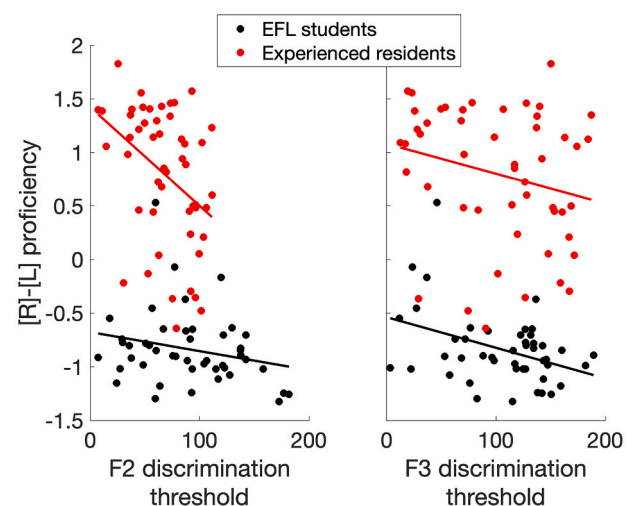 EFL students
Experienced residents
[R]-[L] proficiency
2
1.5
1
0.5
0
-0.5
-1
-1.5
0 100 200
0 100 200
F2 discrimination
threshold
F3 discrimination
threshold